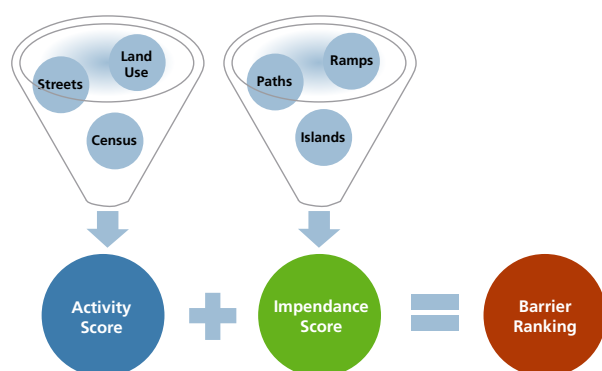 Land
Use
Streets
Census
Ramps
Paths
Islands
Activity
Score
Impendance
Score
Barrier
Ranking